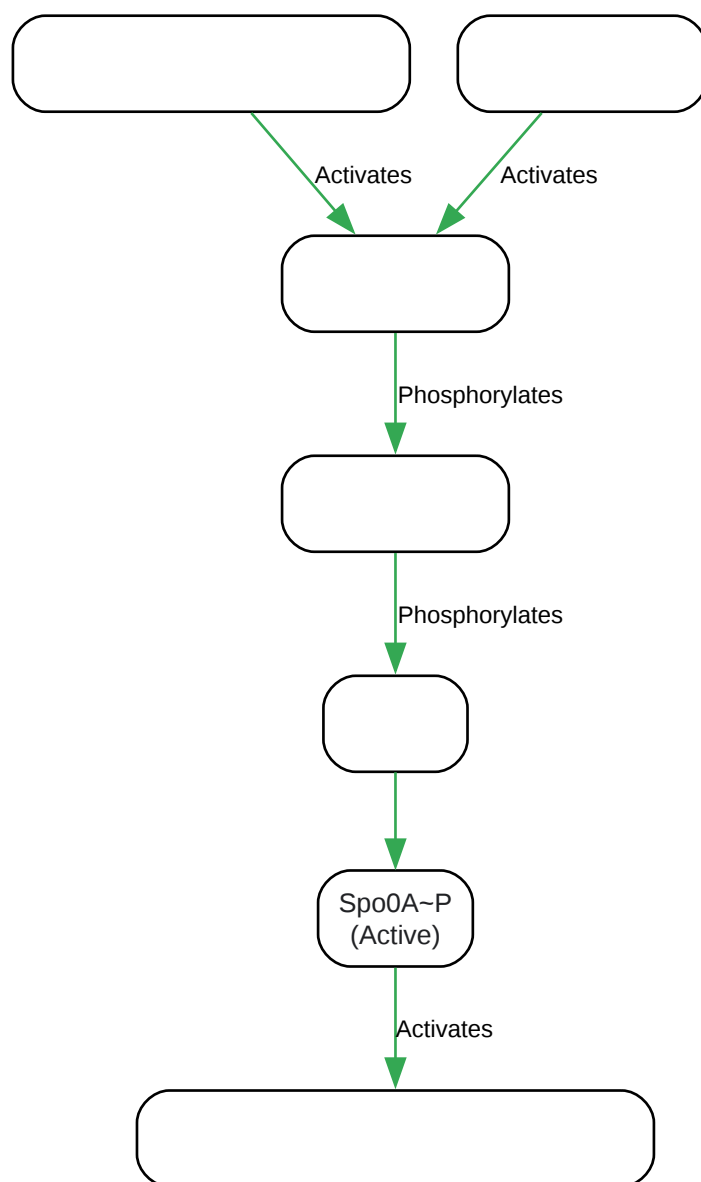 Activates
Activates
Phosphorylates
Phosphorylates
Spo0A~P
(Active)
Activates